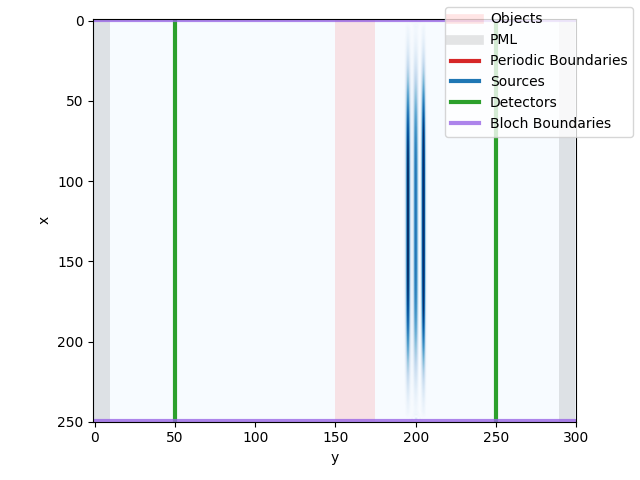 Objects
PML
Periodic Boundaries
Sources
Detectors
Bloch Boundaries
0
50
100
150
200
250
x
0 50 100 150 200 250 300
y